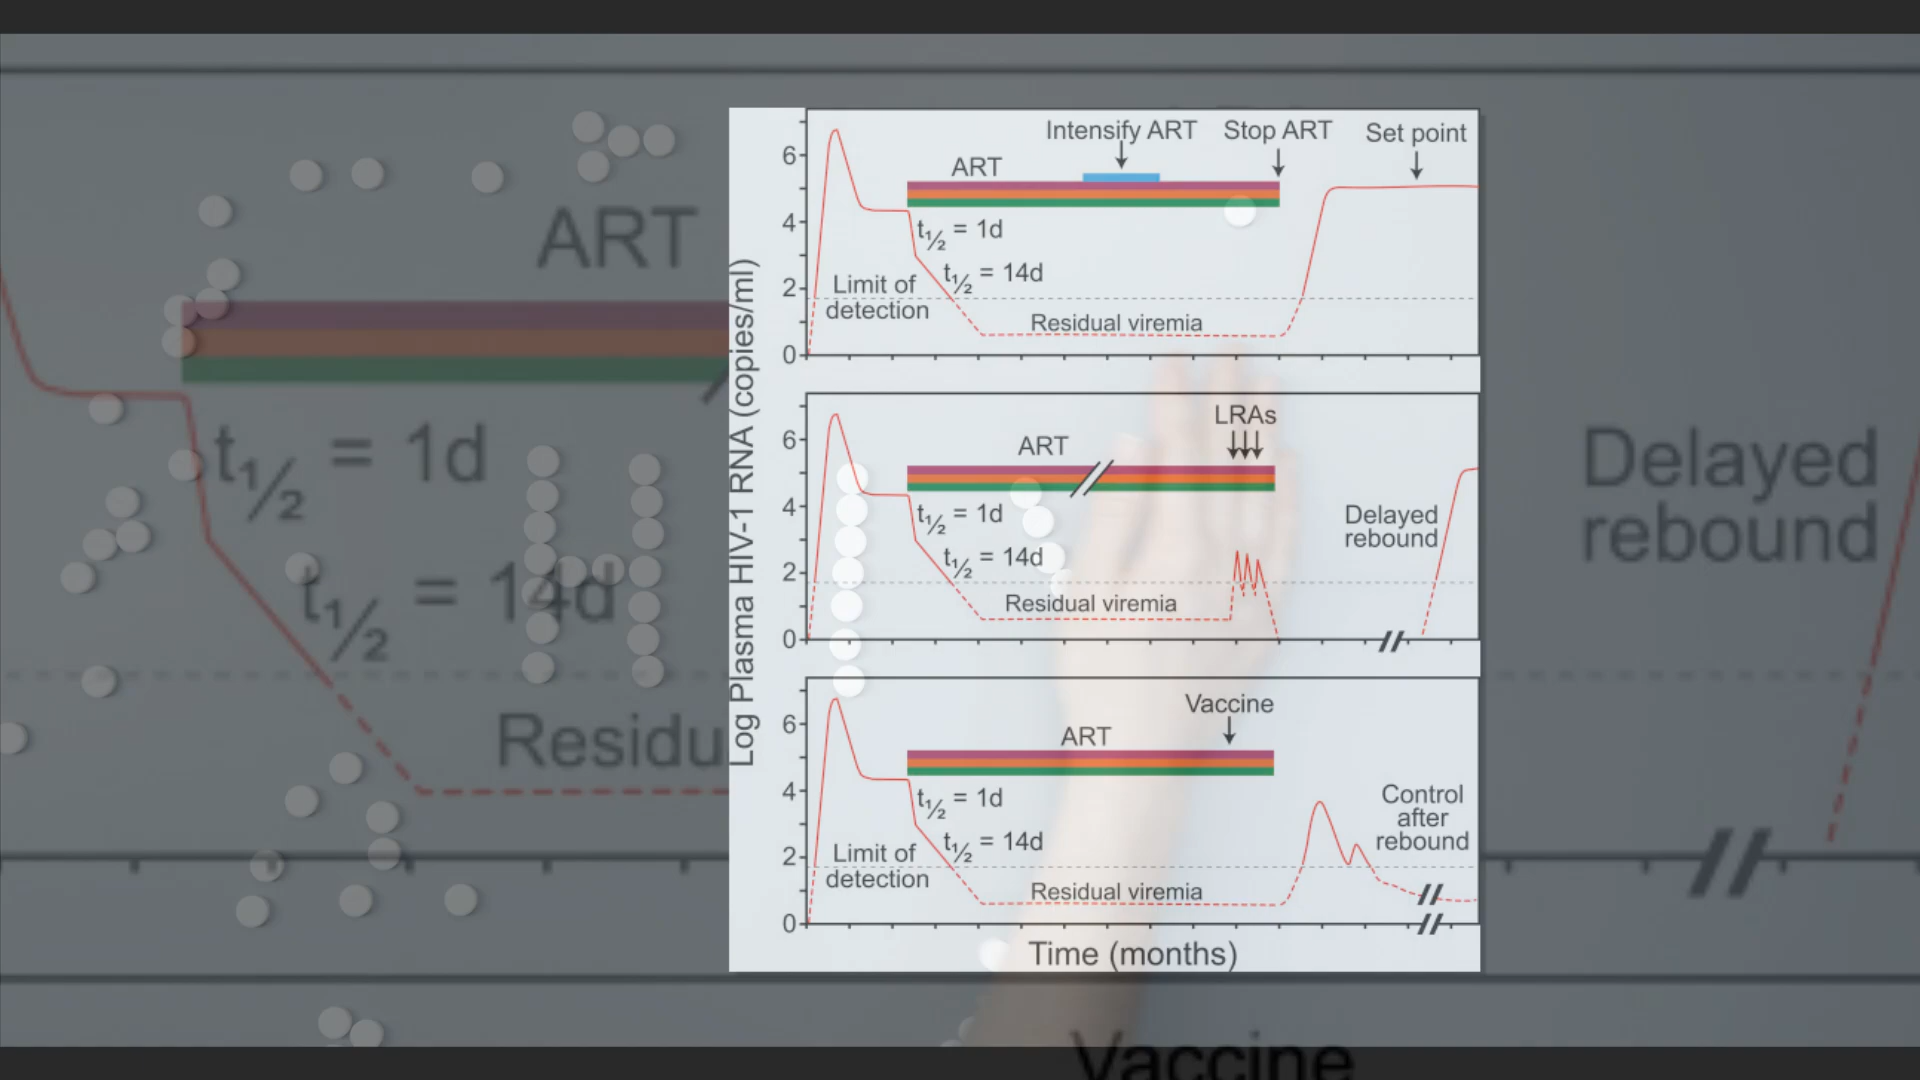 Intensify ART Stop ART Set point
ART
6
4
2
0
t½ = 1d
t½ = 14d
Limit of
detection
Residual viremia
LRAs
ART
6
4
2
0
t½ = 1d
t½ = 14d
Delayed
rebound
Residual viremia
Vaccine
ART
6
4
2
0
t½ = 1d
t½ = 14d
Limit of
detection
Control
after
rebound
Residual viremia
Log Plasma HIV-1 RNA (copies/ml)
Time (months)
ART
t½ = 1d
t½ = 14d
Residu
Delayed
rebound
Vaccine